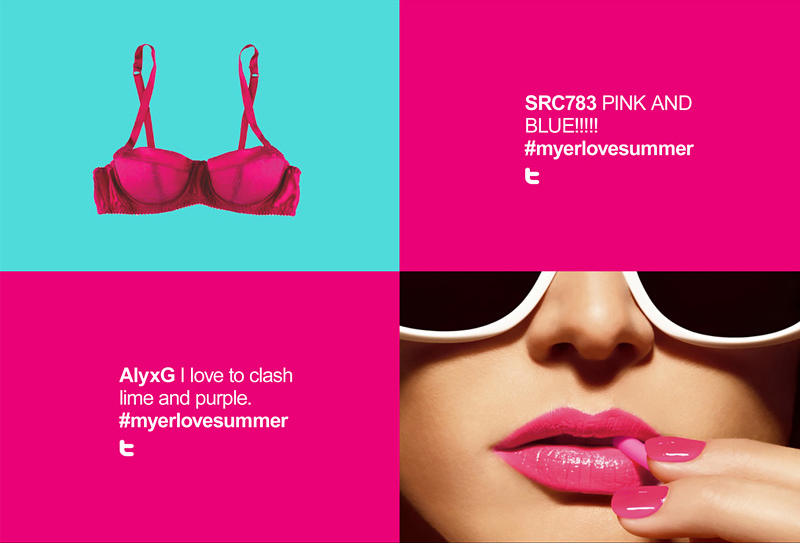 SRC783 PINK AND
BLUE!!!!!
#myerlovesummer
t
AlyxG I love to clash
lime and purple.
#myerlovesummer
t